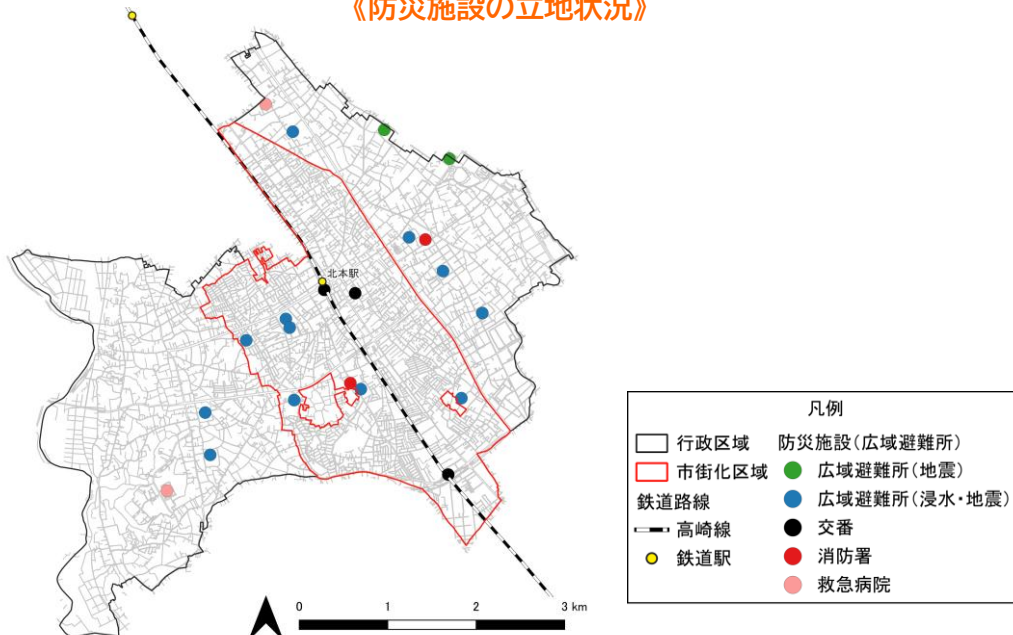 《防災施設の立地状況》
北本駅
凡例
行政区域
市街化区域
鉄道路線
高崎線
鉄道駅
防災施設(広域避難所)
広域避難所(地震)
広域避難所(浸水・地震)
交番
消防署
救急病院
0 1 2 3 km